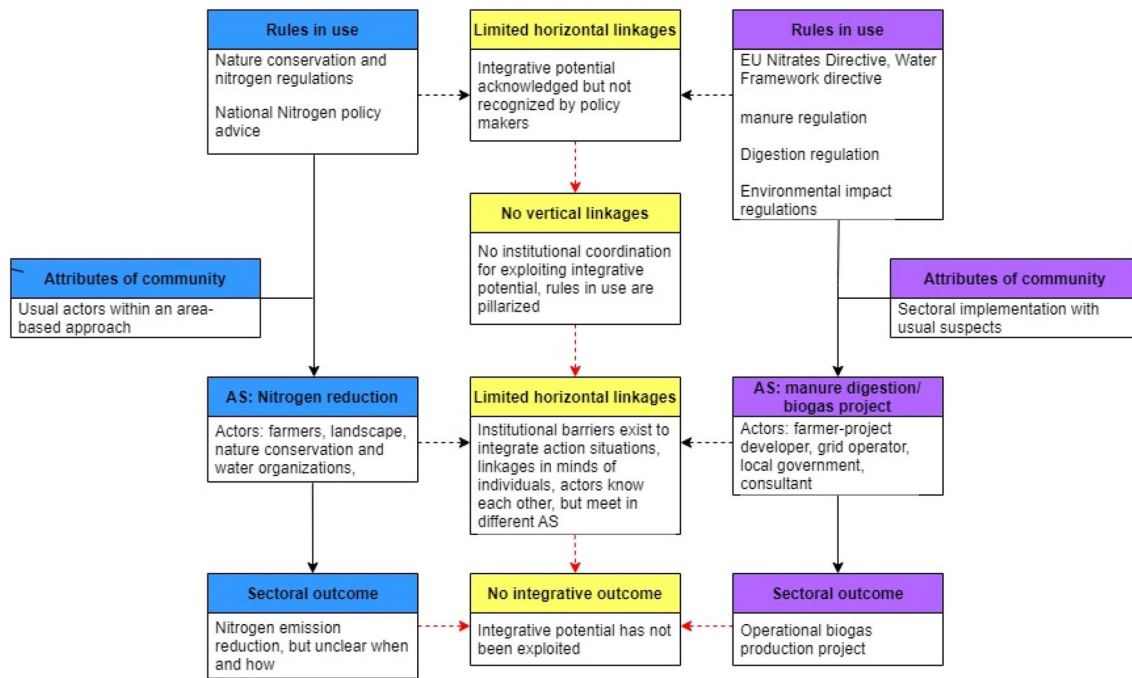 Rules in use
Nature conservation and
nitrogen regulations
National Nitrogen policy
advice
Limited horizontal linkages
Integrative potential
acknowledged but not
recognized by policy
makers
Rules in use
EU Nitrates Directive, Water
Framework directive
manure regulation
Digestion regulation
Environmental impact
regulations
No vertical linkages
No institutional coordination
for exploiting integrative
potential, rules in use are
pillarized
Attributes of community
Usual actors within an area-
based approach
Attributes of community
Sectoral implementation with
usual suspects
AS: Nitrogen reduction
Actors: farmers, landscape,
nature conservation and
water organizations,
Limited horizontal linkages
Institutional barriers exist to
integrate action situations,
linkages in minds of
individuals, actors know
each other, but meet in
different AS
AS: manure digestion/
biogas project
Actors: farmer-project
developer, grid operator,
local government,
consultant
Sectoral outcome
Nitrogen emission
reduction, but unclear when
and how
No integrative outcome
Integrative potential has not
been exploited
Sectoral outcome
Operational biogas
production project